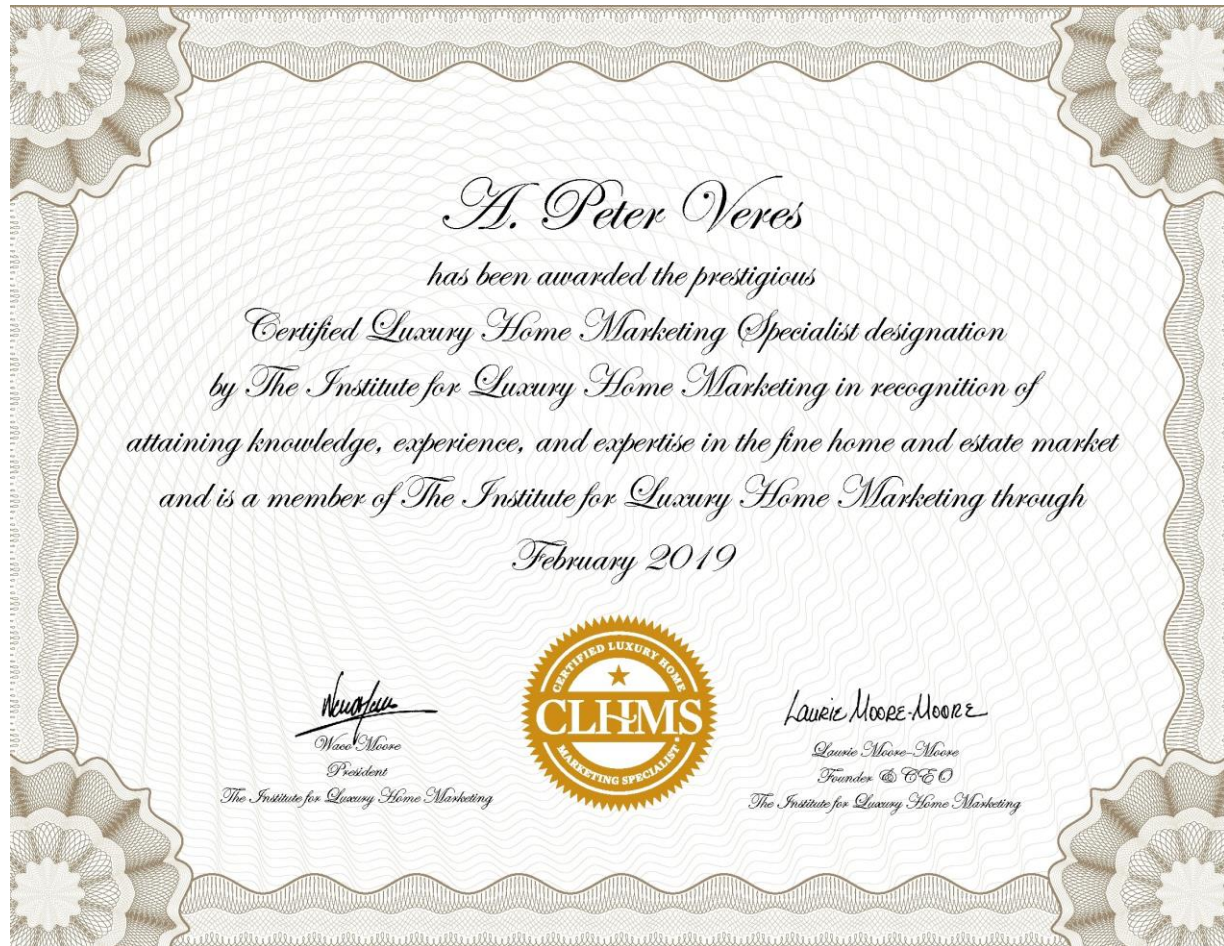 A. Peter Veres
has been awarded the prestigious
Certified Luxury Home Marketing Specialist designation
by The Institute for Luxury Home Marketing in recognition of
attaining knowledge, experience, and expertise in the fine home and estate market
and is a member of The Institute for Luxury Home Marketing through
February 2019
CERTIFIED LUXURY HOME
CLHMS
MARKETING SPECIALIST
Waco Moore
President
The Institute for Luxury Home Marketing
Laurie Moore-Moore
Laurie Moore-Moore
Founder & CEO
The Institute for Luxury Home Marketing